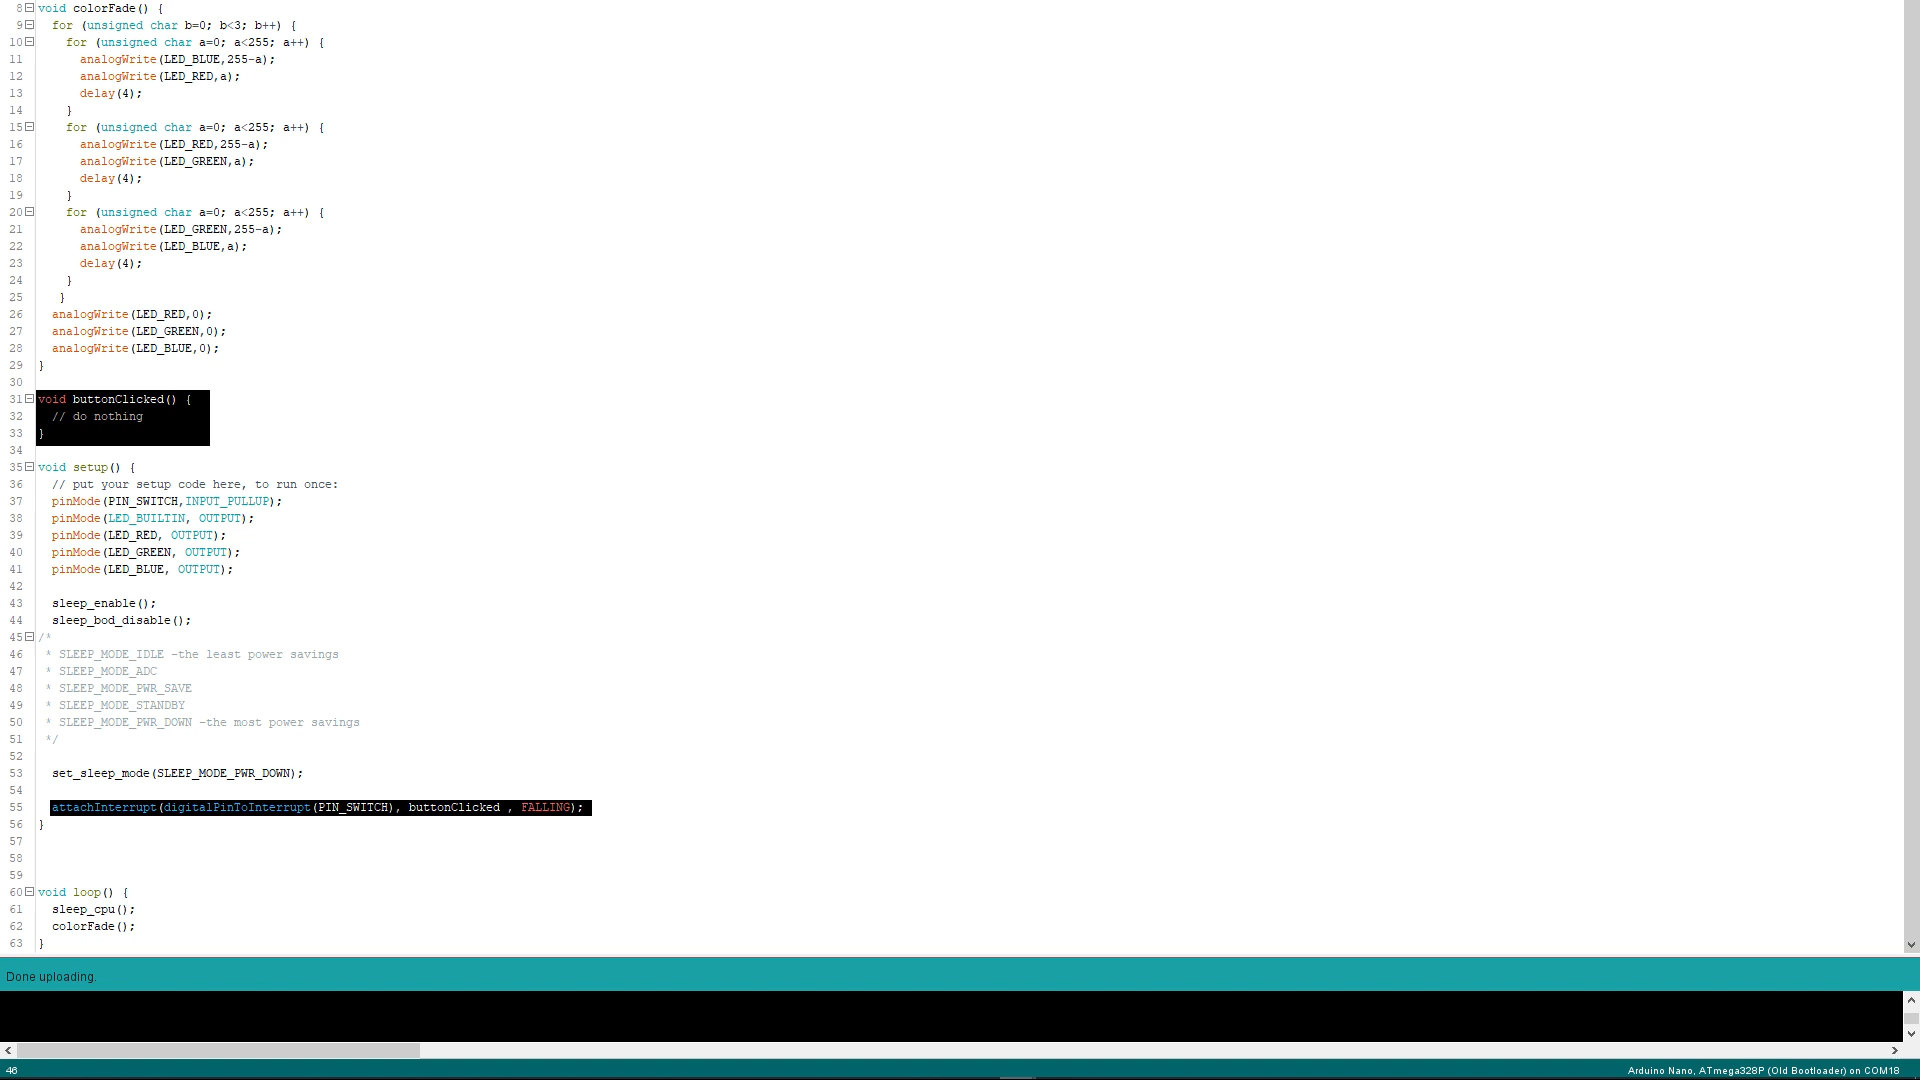 8 void colorFade() {
9 for (unsigned char b=0; b<3; b++) {
10 for (unsigned char a=0; a<255; a++) {
11 analogWrite(LED_BLUE,255-a);
12 analogWrite(LED_RED,a);
13 delay(4);
14 }
15 for (unsigned char a=0; a<255; a++) {
16 analogWrite(LED_RED,255-a);
17 analogWrite(LED_GREEN,a);
18 delay(4);
19 }
20 for (unsigned char a=0; a<255; a++) {
21 analogWrite(LED_GREEN,255-a);
22 analogWrite(LED_BLUE,a);
23 delay(4);
24 }
25 }
26 analogWrite(LED_RED,0);
27 analogWrite(LED_GREEN,0);
28 analogWrite(LED_BLUE,0);
29 }
30
31 void buttonClicked() {
32 // do nothing
33 }
34
35 void setup() {
36 // put your setup code here, to run once:
37 pinMode(PIN_SWITCH,INPUT_PULLUP);
38 pinMode(LED_BUILTIN, OUTPUT);
39 pinMode(LED_RED, OUTPUT);
40 pinMode(LED_GREEN, OUTPUT);
41 pinMode(LED_BLUE, OUTPUT);
42
43 sleep_enable();
44 sleep_bod_disable();
45 /*
46 * SLEEP_MODE_IDLE -the least power savings
47 * SLEEP_MODE_ADC
48 * SLEEP_MODE_PWR_SAVE
49 * SLEEP_MODE_STANDBY
50 * SLEEP_MODE_PWR_DOWN -the most power savings
51 */
52
53 set_sleep_mode(SLEEP_MODE_PWR_DOWN);
54
55 attachInterrupt(digitalPinToInterrupt(PIN_SWITCH), buttonClicked , FALLING);
56 }
57
58
59
60 void loop() {
61 sleep_cpu();
62 colorFade();
63 }
Done uploading.
46 Arduino Nano, ATmega328P (Old Bootloader) on COM18